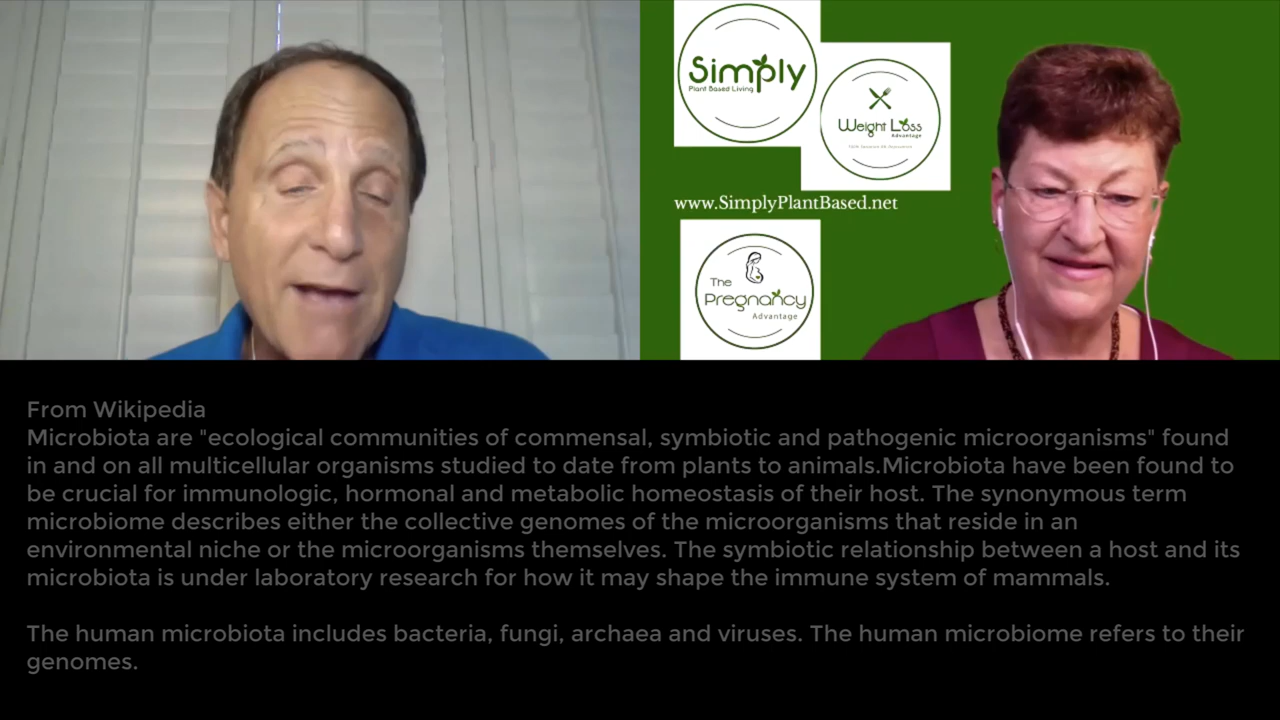 Simply
Plant Based Living
Weight Loss
Advantage
www.SimplyPlantBased.net
The
Pregnancy
Advantage
From Wikipedia
Microbiota are "ecological communities of commensal, symbiotic and pathogenic microorganisms" found
in and on all multicellular organisms studied to date from plants to animals.Microbiota have been found to
be crucial for immunologic, hormonal and metabolic homeostasis of their host. The synonymous term
microbiome describes either the collective genomes of the microorganisms that reside in an
environmental niche or the microorganisms themselves. The symbiotic relationship between a host and its
microbiota is under laboratory research for how it may shape the immune system of mammals.
The human microbiota includes bacteria, fungi, archaea and viruses. The human microbiome refers to their
genomes.